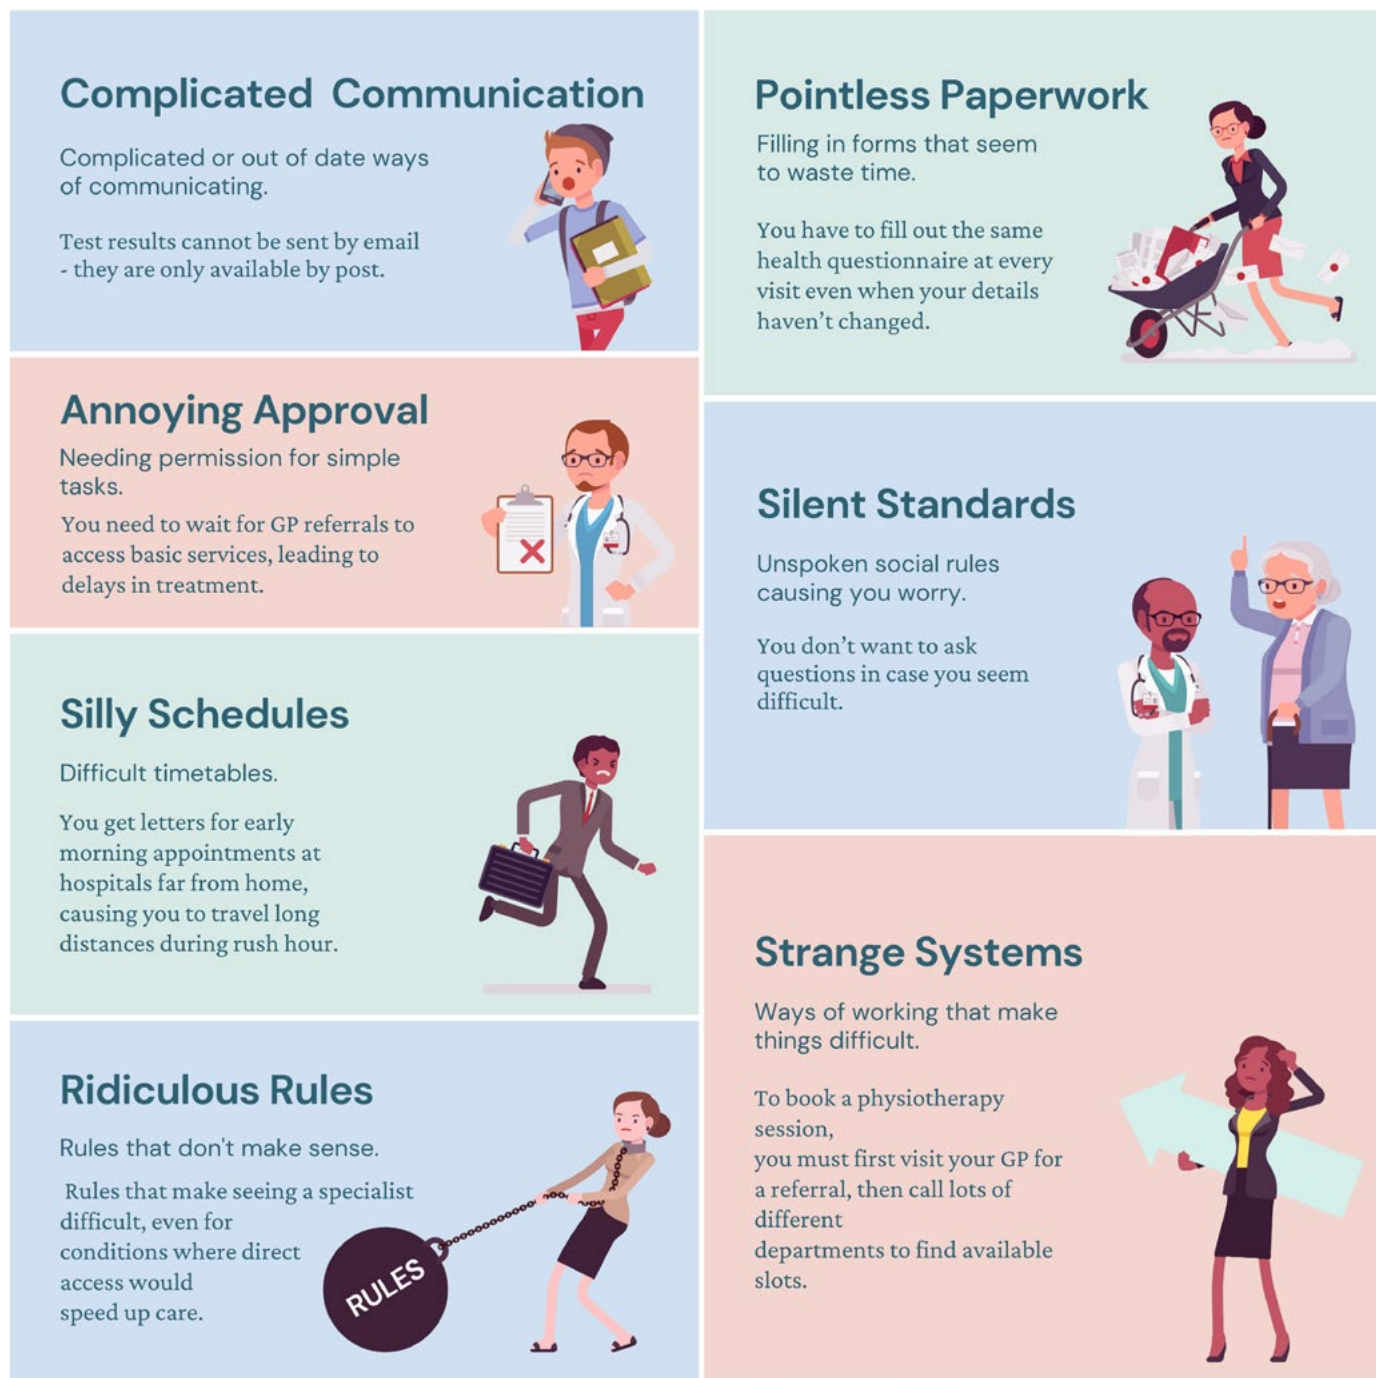 Complicated Communication
Complicated or out of date ways
of communicating.
Test results cannot be sent by email
- they are only available by post.
Annoying Approval
Needing permission for simple
tasks.
You need to wait for GP referrals to
access basic services, leading to
delays in treatment.
Silly Schedules
Difficult timetables.
You get letters for early
morning appointments at
hospitals far from home,
causing you to travel long
distances during rush hour.
Ridiculous Rules
Rules that don't make sense.
Rules that make seeing a specialist
difficult, even for
conditions where direct
access would
speed up care.
RULES
Pointless Paperwork
Filling in forms that seem
to waste time.
You have to fill out the same
health questionnaire at every
visit even when your details
haven’t changed.
Silent Standards
Unspoken social rules
causing you worry.
You don’t want to ask
questions in case you seem
difficult.
Strange Systems
Ways of working that make
things difficult.
To book a physiotherapy
session,
you must first visit your GP for
a referral, then call lots of
different
departments to find available
slots.